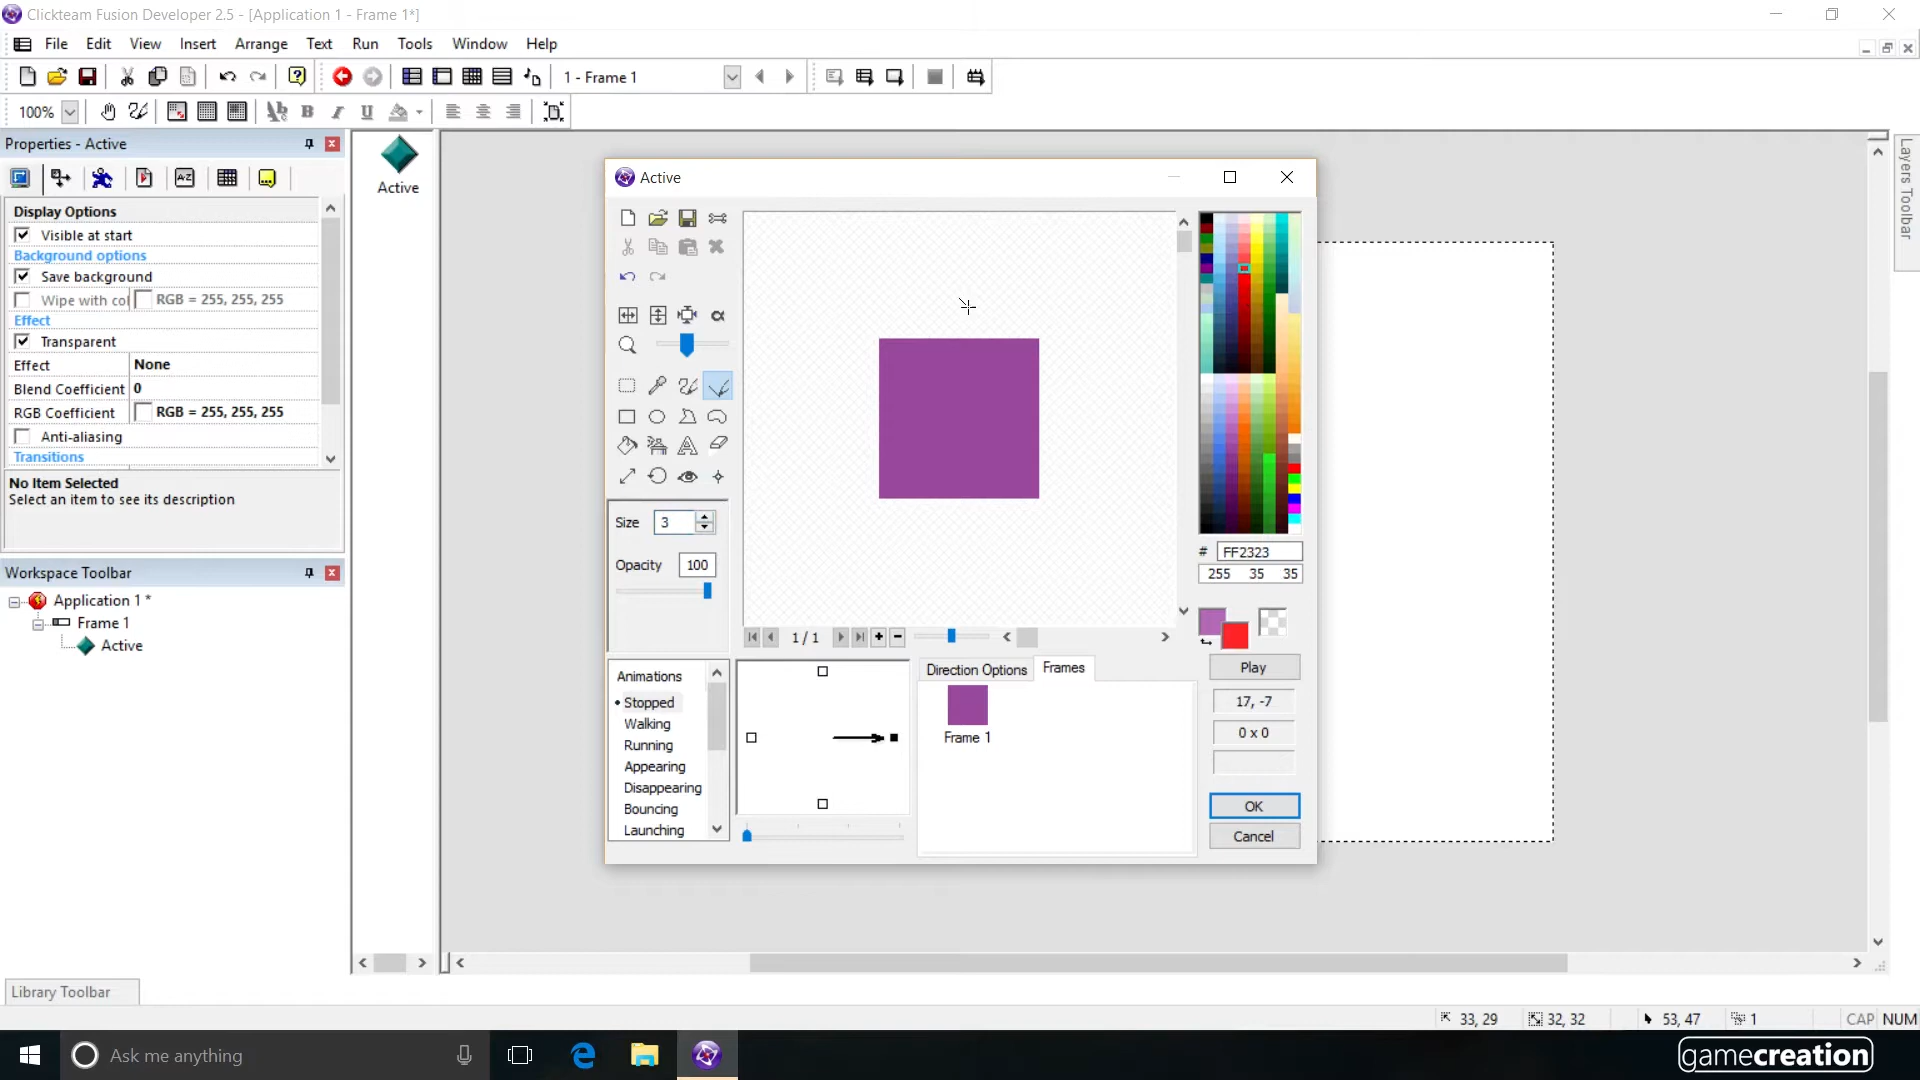 Clickteam Fusion Developer 2.5 - [Application 1 - Frame 1*]
File Edit View Insert Arrange Text Run Tools Window Help
1 - Frame 1
100%
Properties - Active
Display Options
Visible at start
Background options
Save background
Wipe with col RGB = 255, 255, 255
Effect
Transparent
Effect None
Blend Coefficient 0
RGB Coefficient RGB = 255, 255, 255
Anti-aliasing
Transitions
No Item Selected
Select an item to see its description
Workspace Toolbar
Application 1 *
Frame 1
Active
Library Toolbar
Active
Active
Size 3
Opacity 100
1 / 1
Animations
Stopped
Walking
Running
Appearing
Disappearing
Bouncing
Launching
Direction Options Frames
Frame 1
# FF2323
255 35 35
Play
17, -7
0 x 0
OK
Cancel
Layers Toolbar
33, 29 32, 32 53, 47 1 CAP NUM
Ask me anything
gamecreation